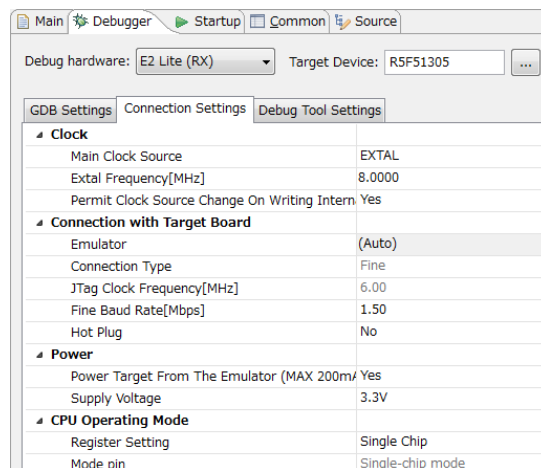 Main Debugger Startup Common Source
Debug hardware: E2 Lite (RX) Target Device: R5F51305 ...
GDB Settings Connection Settings Debug Tool Settings
Clock
Main Clock Source EXTAL
Extal Frequency[MHz] 8.0000
Permit Clock Source Change On Writing Intern Yes
Connection with Target Board
Emulator (Auto)
Connection Type Fine
JTag Clock Frequency[MHz] 6.00
Fine Baud Rate[Mbps] 1.50
Hot Plug No
Power
Power Target From The Emulator (MAX 200mA Yes
Supply Voltage 3.3V
CPU Operating Mode
Register Setting Single Chip
Mode pin Single-chip mode